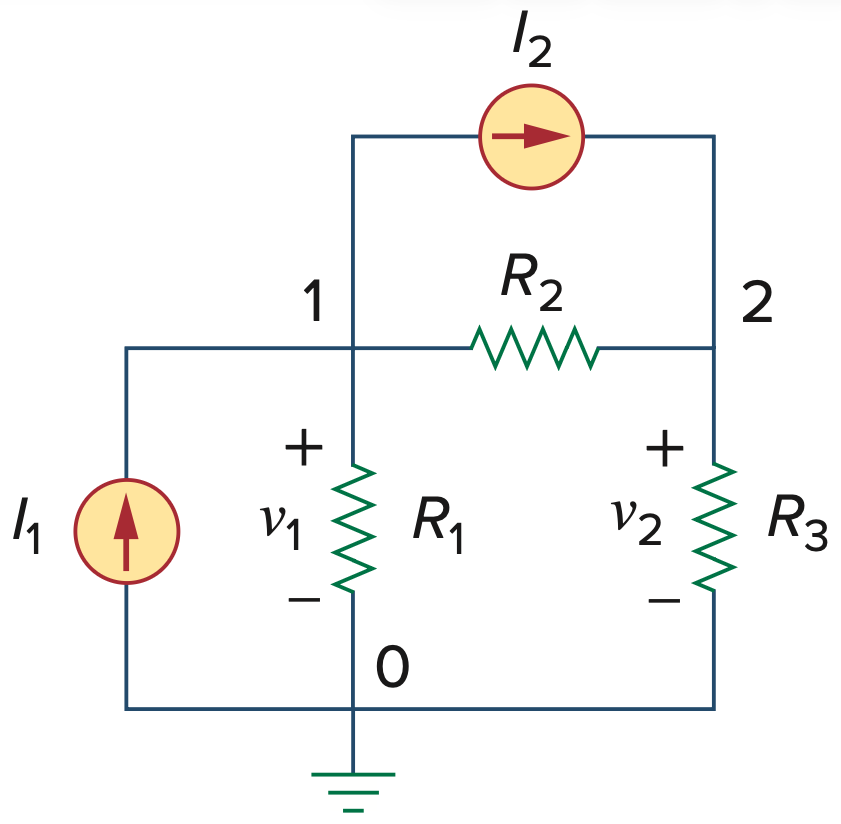 I₂
R₂
1
2
+
+
I₁
v₁
R₁
v₂
R₃
–
–
0